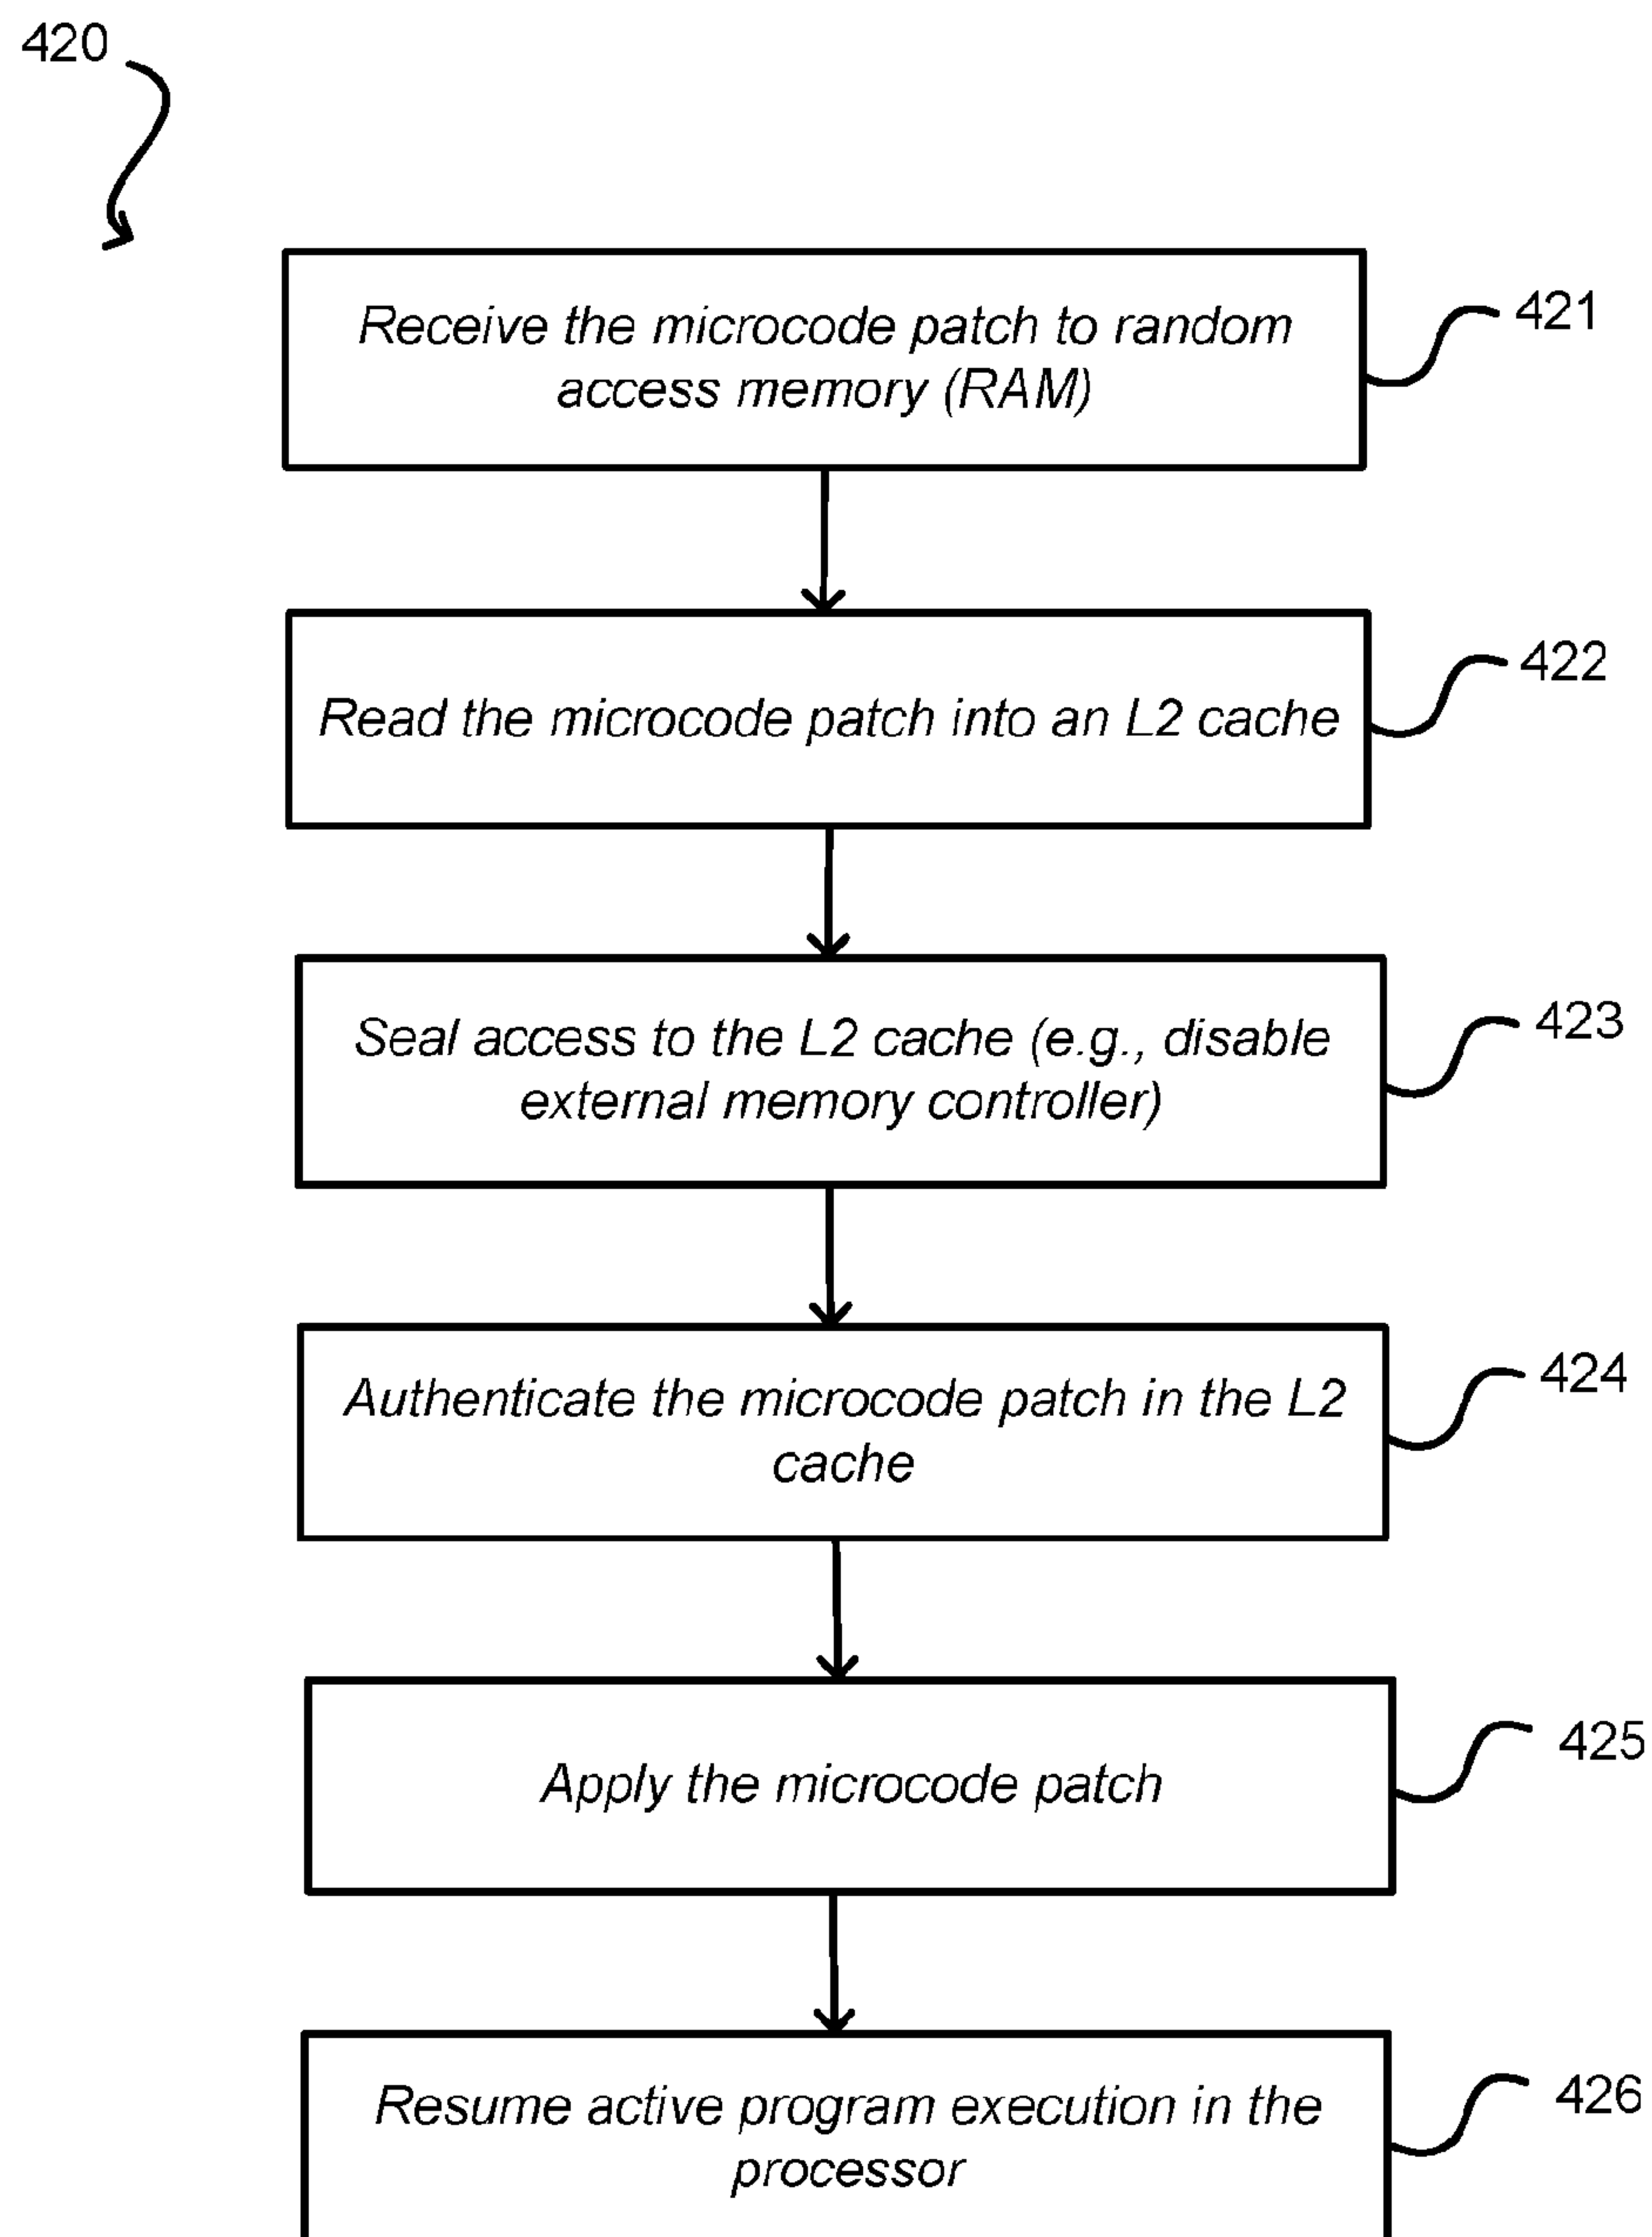 420
Receive the microcode patch to random
access memory (RAM)
421
Read the microcode patch into an L2 cache
422
Seal access to the L2 cache (e.g., disable
external memory controller)
423
Authenticate the microcode patch in the L2
cache
424
Apply the microcode patch
425
Resume active program execution in the
processor
426